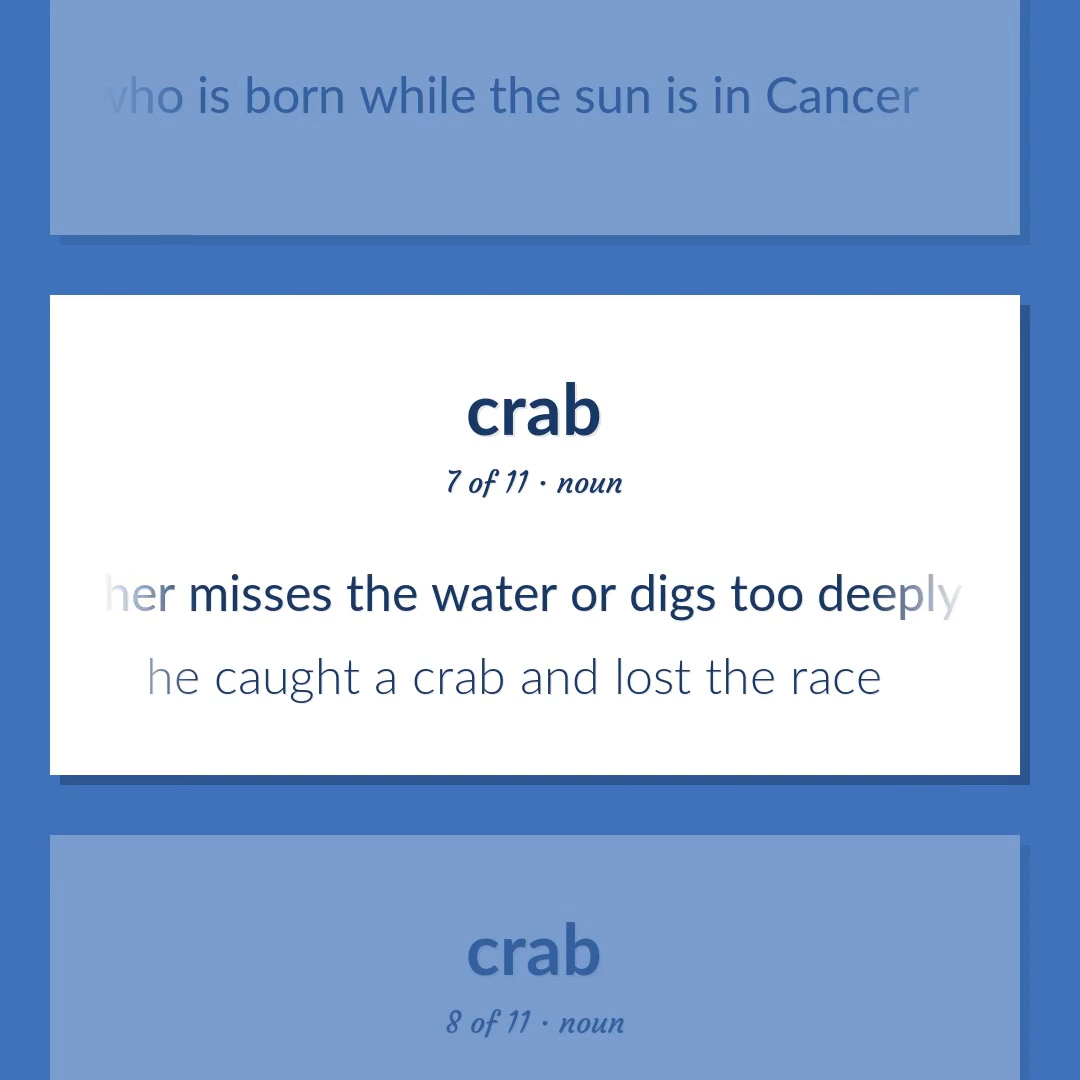 who is born while the sun is in Cancer
crab
7 of 11 · noun
her misses the water or digs too deeply
he caught a crab and lost the race
crab
8 of 11 · noun